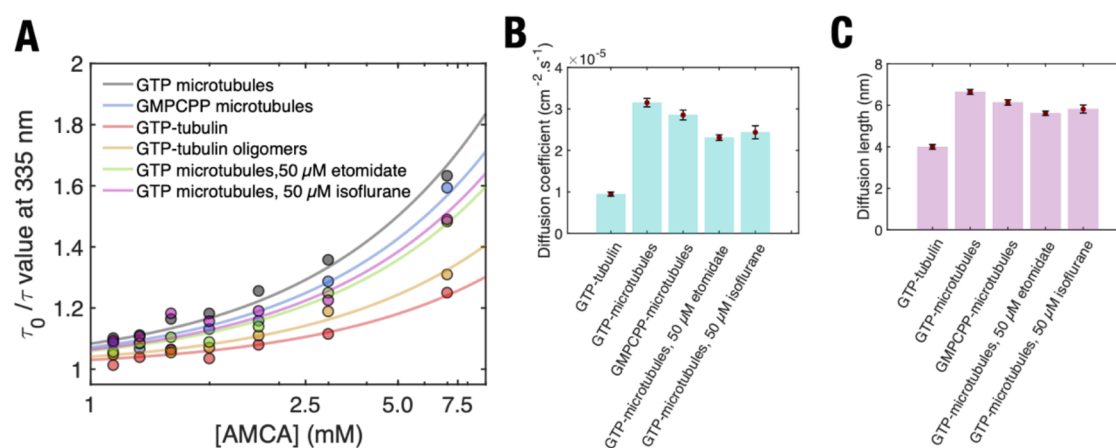 A
τ0 /τ value at 335 nm
2
1.8
1.6
1.4
1.2
1
GTP microtubules
GMPCPP microtubules
GTP-tubulin
GTP-tubulin oligomers
GTP microtubules,50 µM etomidate
GTP microtubules, 50 µM isoflurane
1
2.5
5.0
7.5
[AMCA] (mM)
B
×10-5
Diffusion coefficient (cm-2 s-1)
4
3
2
1
0
GTP-tubulin
GTP-microtubules
GMPCPP-microtubules
GTP-microtubules, 50 µM etomidate
GTP-microtubules, 50 µM isoflurane
C
Diffusion length (nm)
8
6
4
2
0
GTP-tubulin
GTP-microtubules
GMPCPP-microtubules
GTP-microtubules, 50 µM etomidate
GTP-microtubules, 50 µM isoflurane